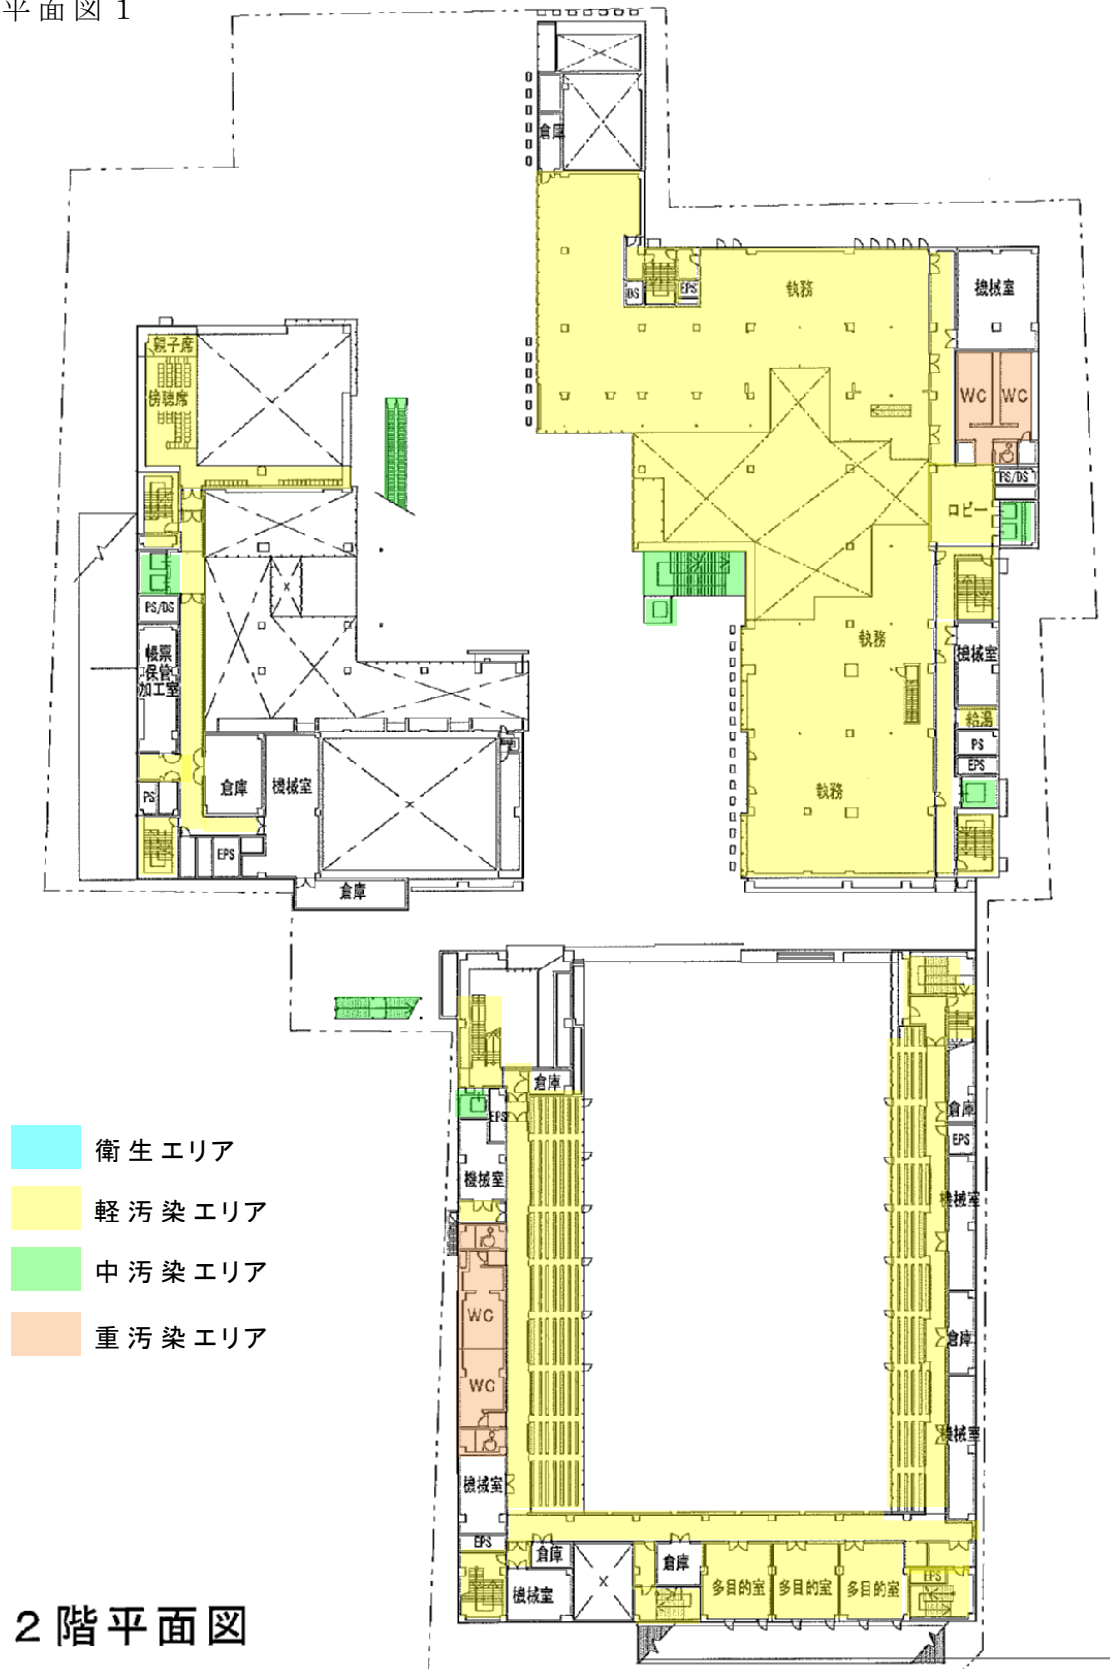 平面図1
倉庫
執務
DS
EPS
機械室
親子席
傍聴席
WC
WC
PS/DS
ロビー
PS/DS
執務
帳票
保管
加工室
機械室
給湯
PS
EPS
倉庫
機械室
PS
執務
EPS
倉庫
倉庫
EPS
倉庫
EPS
機械室
機械室
WC
WC
倉庫
機械室
機械室
EPS
倉庫
倉庫
機械室
多目的室
多目的室
多目的室
EPS
衛生エリア
軽汚染エリア
中汚染エリア
重汚染エリア
2階平面図